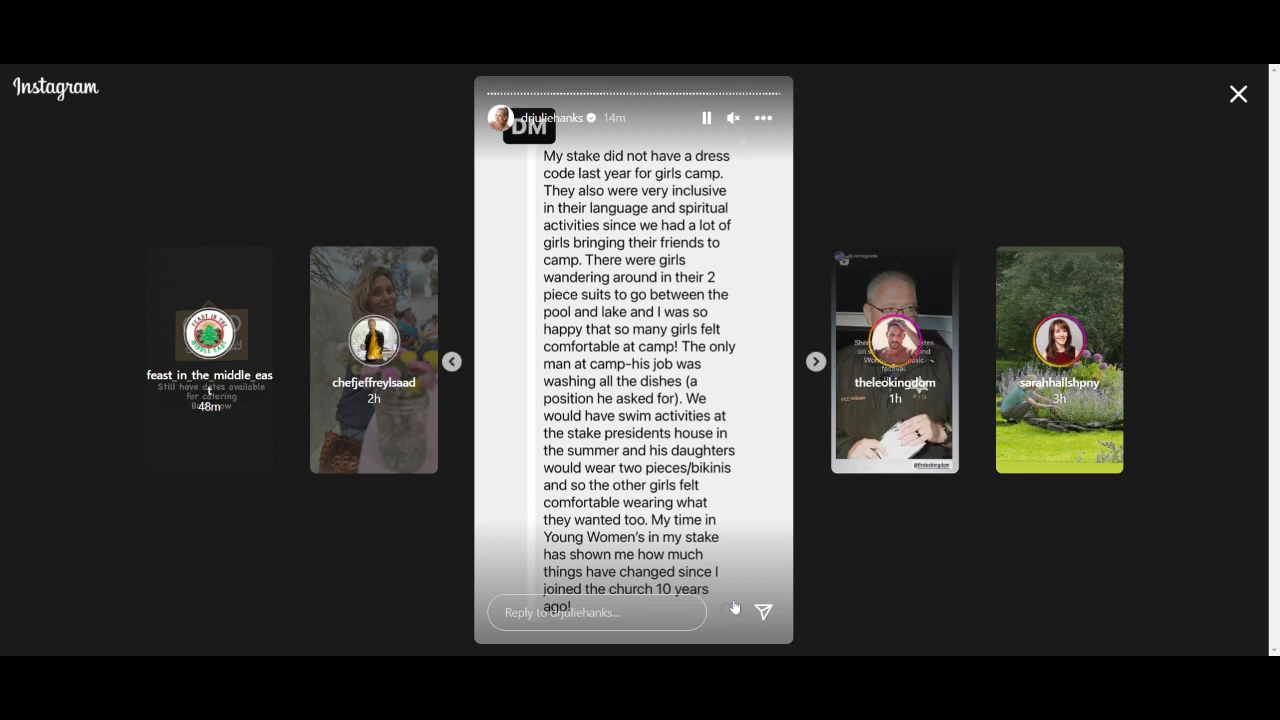 Instagram
drjuliehanks 14m
DM
My stake did not have a dress
code last year for girls camp.
They also were very inclusive
in their language and spiritual
activities since we had a lot of
girls bringing their friends to
camp. There were girls
wandering around in their 2
piece suits to go between the
pool and lake and I was so
happy that so many girls felt
comfortable at camp! The only
man at camp-his job was
washing all the dishes (a
position he asked for). We
would have swim activities at
the stake presidents house in
the summer and his daughters
would wear two pieces/bikinis
and so the other girls felt
comfortable wearing what
they wanted too. My time in
Young Women's in my stake
has shown me how much
things have changed since I
joined the church 10 years
ago!
Reply to drjuliehanks...
FEAST IN THE
MIDDLE EAST
feast_in_the_middle_eas
t
Still have dates available
for catering
48m
chefjeffreylsaad
2h
theleokingdom
1h
festival.
@theleokingdom
sarahhallshpny
3h